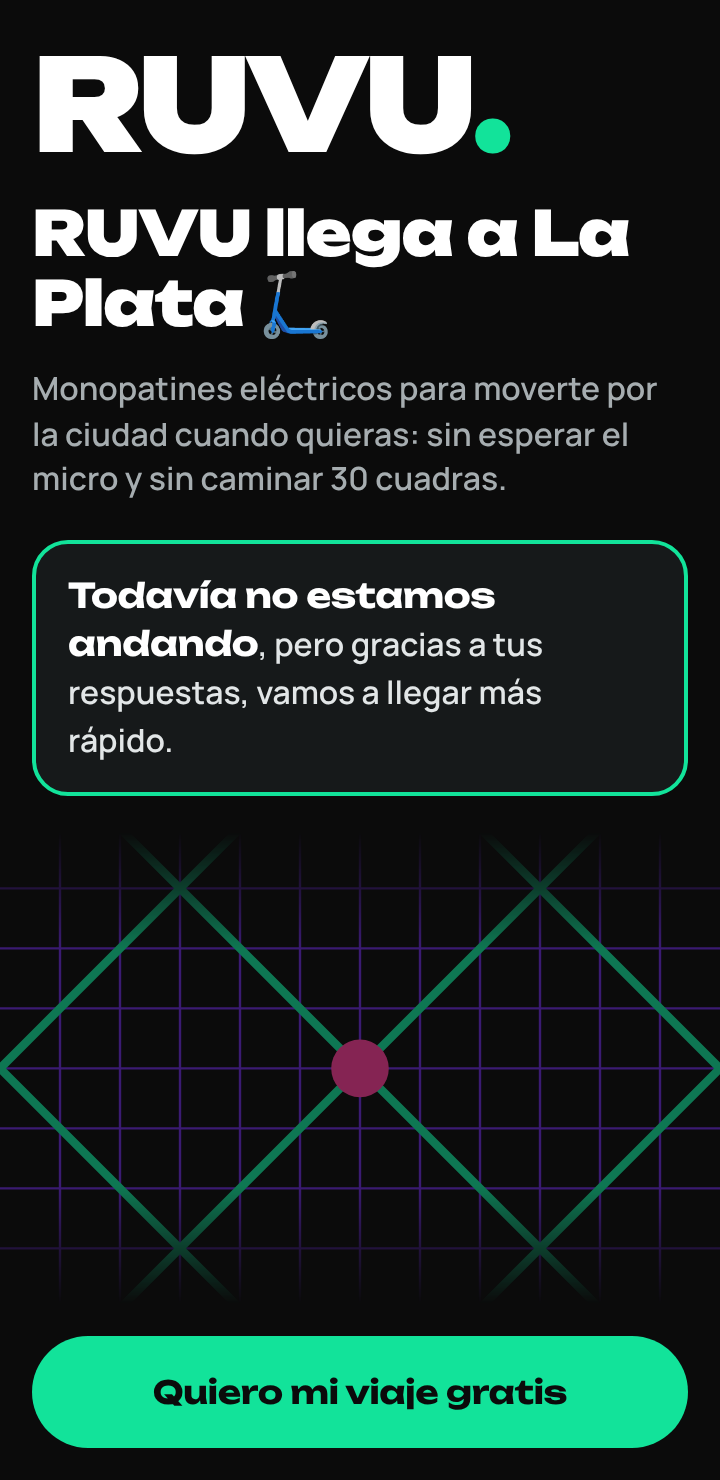 RUVU.
RUVU llega a La
Plata 🛴
Monopatines eléctricos para moverte por
la ciudad cuando quieras: sin esperar el
micro y sin caminar 30 cuadras.
Todavía no estamos
andando, pero gracias a tus
respuestas, vamos a llegar más
rápido.
Quiero mi viaje gratis